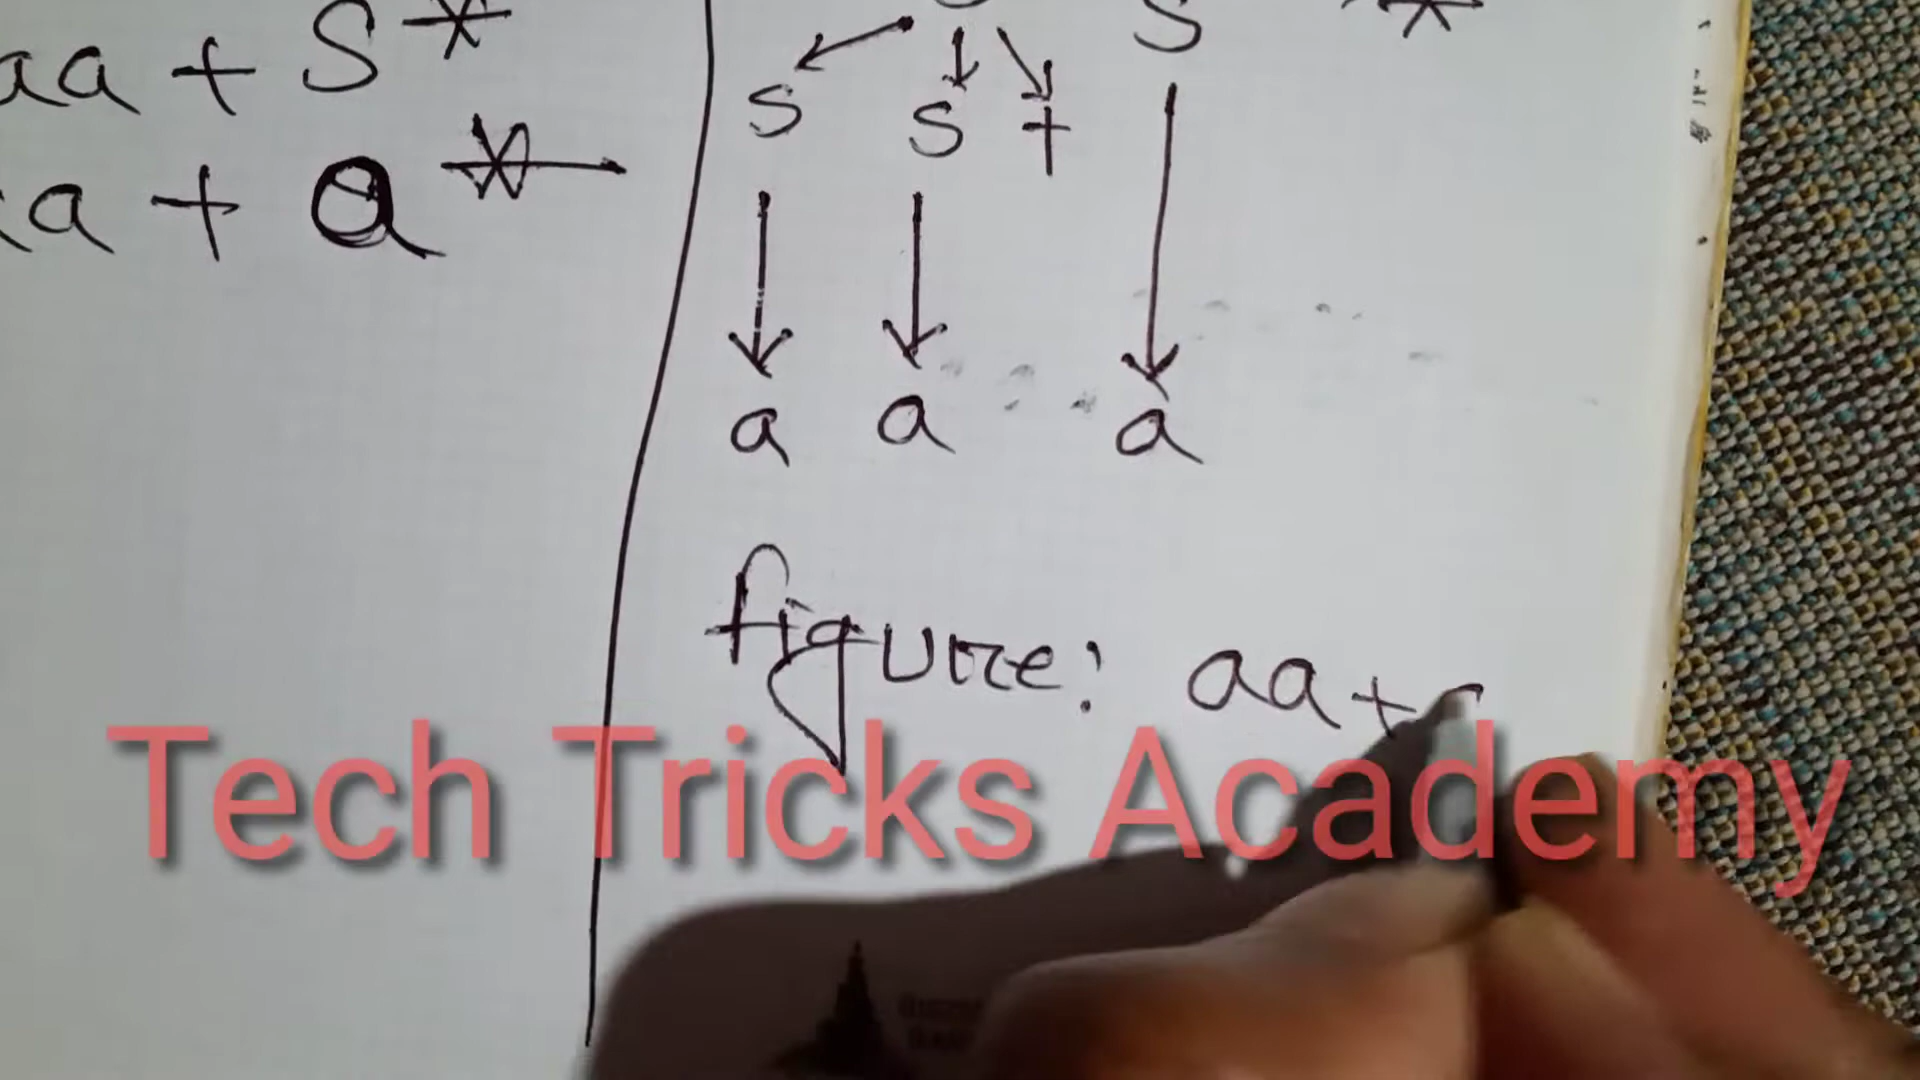 aa + S*
a + a*
S *
S S +
a a a
figure: aa+
Tech Tricks Academy